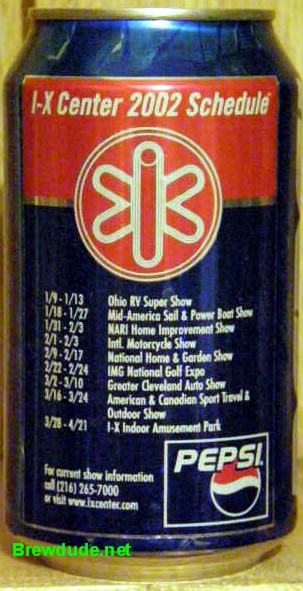 I-X Center 2002 Schedule
1/9 - 1/13 Ohio RV Super Show
1/18 - 1/27 Mid-America Sail & Power Boat Show
1/31 - 2/3 NARI Home Improvement Show
2/1 - 2/3 Intl. Motorcycle Show
2/9 - 2/17 National Home & Garden Show
2/22 - 2/24 IMG National Golf Expo
3/2 - 3/10 Greater Cleveland Auto Show
3/16 - 3/24 American & Canadian Sport Travel &
Outdoor Show
3/28 - 4/21 I-X Indoor Amusement Park
For current show information
call (216) 265-7000
or visit www.ixcenter.com
PEPSI
Brewdude.net